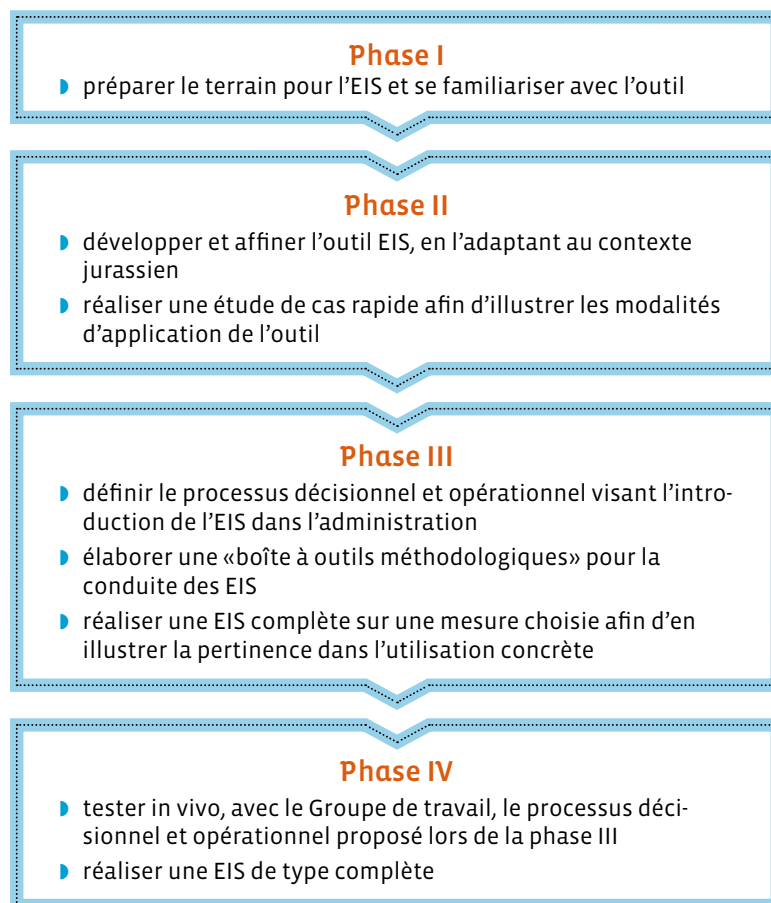 Phase I
◗ préparer le terrain pour l’EIS et se familiariser avec l’outil
Phase II
◗ développer et affiner l’outil EIS, en l’adaptant au contexte
jurassien
◗ réaliser une étude de cas rapide afin d’illustrer les modalités
d’application de l’outil
Phase III
◗ définir le processus décisionnel et opérationnel visant l’intro-
duction de l’EIS dans l’administration
◗ élaborer une «boîte à outils méthodologiques» pour la
conduite des EIS
◗ réaliser une EIS complète sur une mesure choisie afin d’en
illustrer la pertinence dans l’utilisation concrète
Phase IV
◗ tester in vivo, avec le Groupe de travail, le processus déci-
sionnel et opérationnel proposé lors de la phase III
◗ réaliser une EIS de type complète